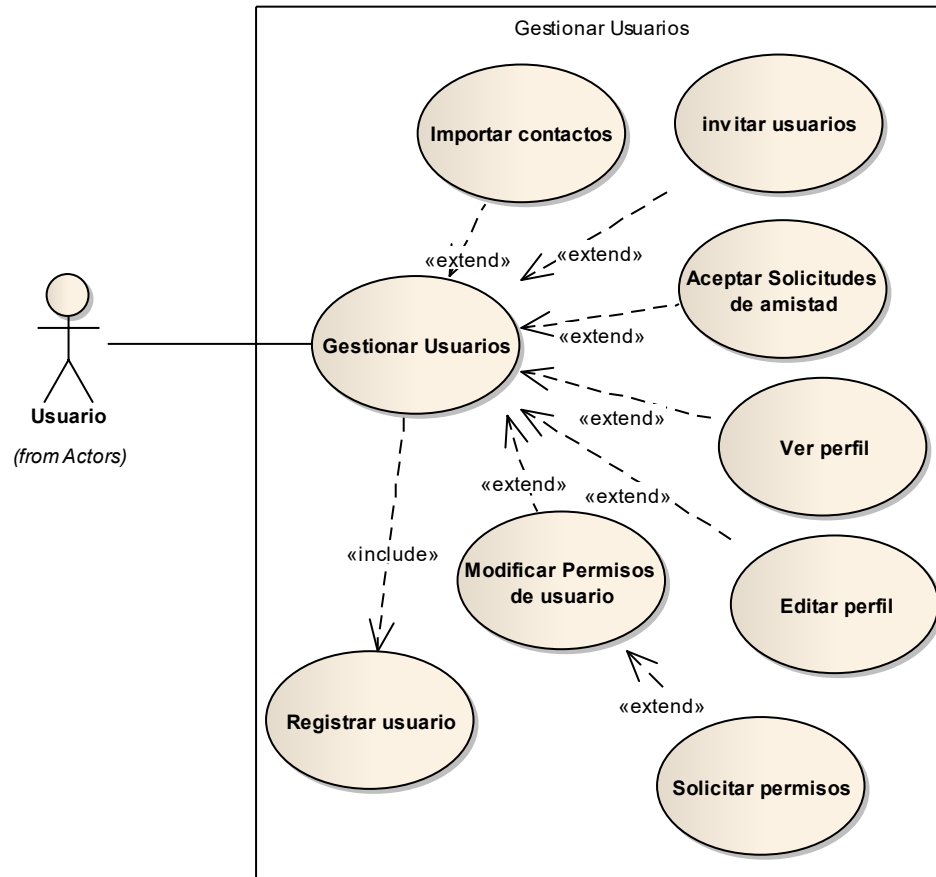 Gestionar Usuarios
Importar contactos
invitar usuarios
«extend»
«extend»
Aceptar Solicitudes
de amistad
«extend»
Gestionar Usuarios
Usuario
(from Actors)
«extend»
Ver perfil
«extend»
«extend»
«include»
Modificar Permisos
de usuario
Editar perfil
Registrar usuario
«extend»
Solicitar permisos